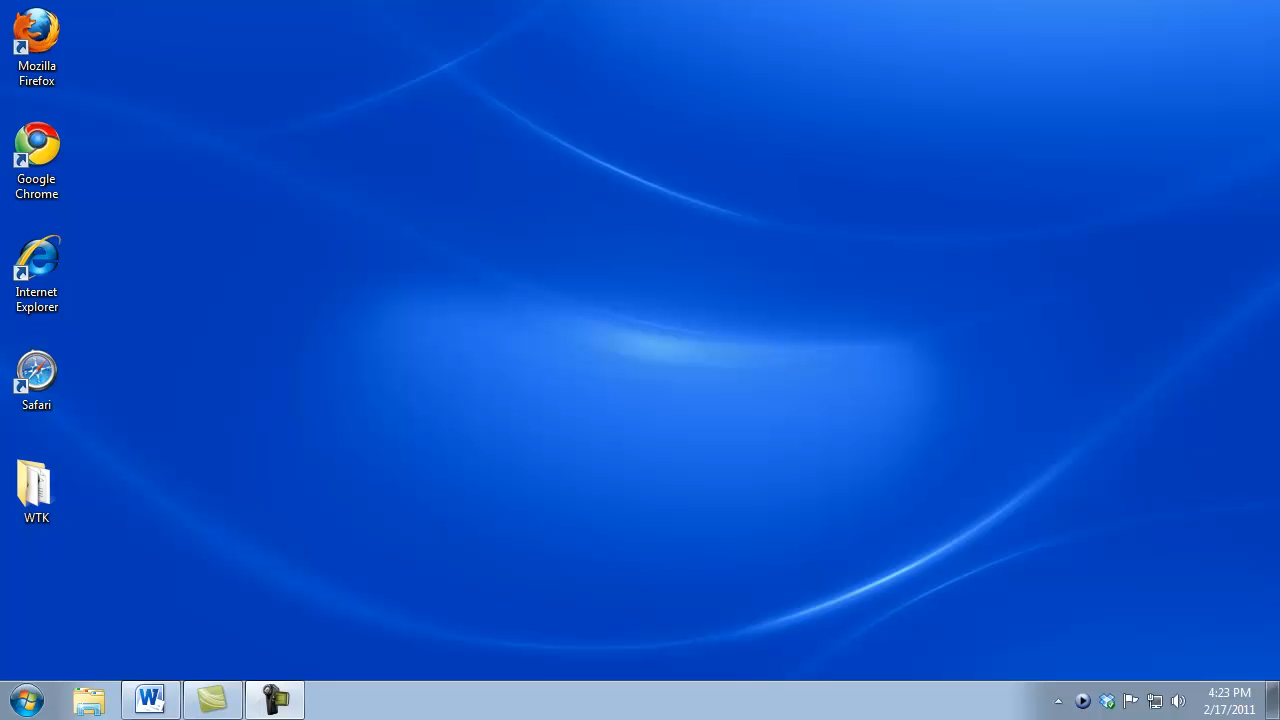 Mozilla
Firefox
Google
Chrome
Internet
Explorer
Safari
WTK
4:23 PM
2/17/2011